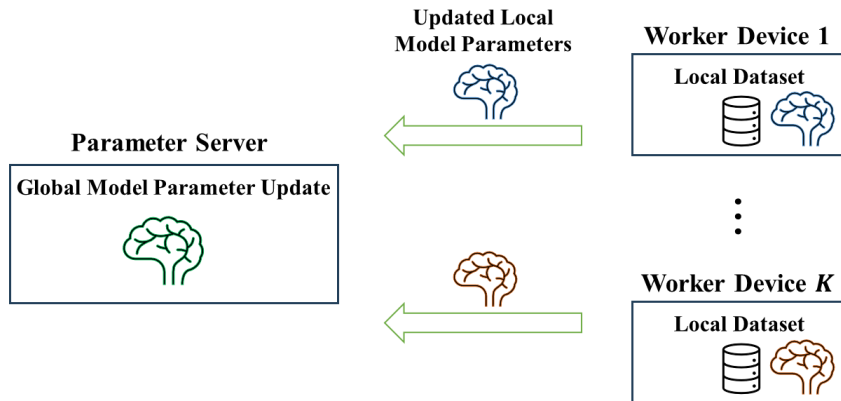 Updated Local
Model Parameters
Worker Device 1
Local Dataset
Parameter Server
Global Model Parameter Update
Worker Device K
Local Dataset